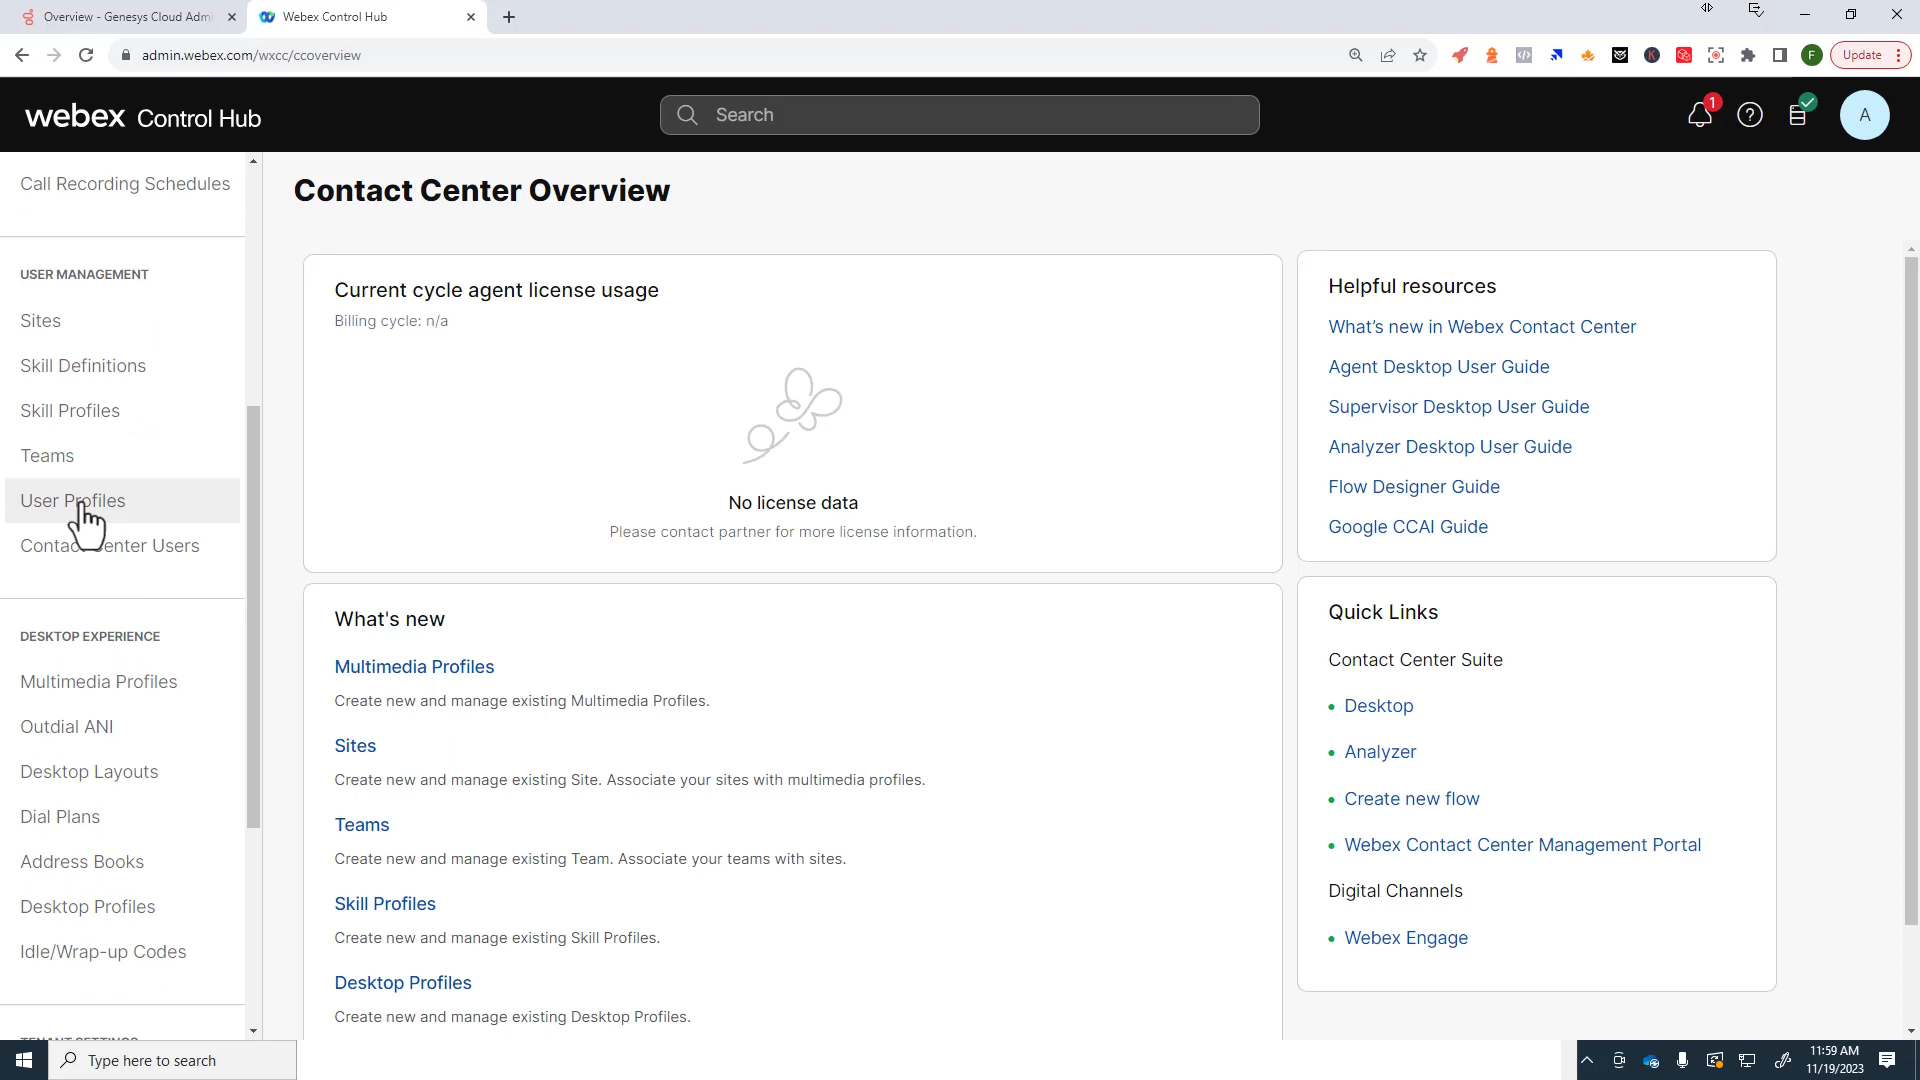 Overview - Genesys Cloud Admi
Webex Control Hub
admin.webex.com/wxcc/ccoverview
F
Update
webex Control Hub
Search
1
A
Call Recording Schedules
USER MANAGEMENT
Sites
Skill Definitions
Skill Profiles
Teams
User Profiles
Contact Center Users
DESKTOP EXPERIENCE
Multimedia Profiles
Outdial ANI
Desktop Layouts
Dial Plans
Address Books
Desktop Profiles
Idle/Wrap-up Codes
TENANT SETTINGS
Contact Center Overview
Current cycle agent license usage
Billing cycle: n/a
No license data
Please contact partner for more license information.
What's new
Multimedia Profiles
Create new and manage existing Multimedia Profiles.
Sites
Create new and manage existing Site. Associate your sites with multimedia profiles.
Teams
Create new and manage existing Team. Associate your teams with sites.
Skill Profiles
Create new and manage existing Skill Profiles.
Desktop Profiles
Create new and manage existing Desktop Profiles.
Helpful resources
What's new in Webex Contact Center
Agent Desktop User Guide
Supervisor Desktop User Guide
Analyzer Desktop User Guide
Flow Designer Guide
Google CCAI Guide
Quick Links
Contact Center Suite
Desktop
Analyzer
Create new flow
Webex Contact Center Management Portal
Digital Channels
Webex Engage
Type here to search
11:59 AM
11/19/2023